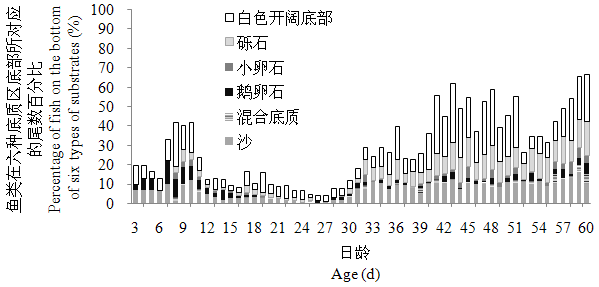 鱼类在六种底质区底部所对应
的尾数百分比
Percentage of fish on the bottom
of six types of substrates (%)
100
90
80
70
60
50
40
30
20
10
0
白色开阔底部
砾石
小卵石
鹅卵石
混合底质
沙
3 6 9 12 15 18 21 24 27 30 33 36 39 42 45 48 51 54 57 60
日龄
Age (d)